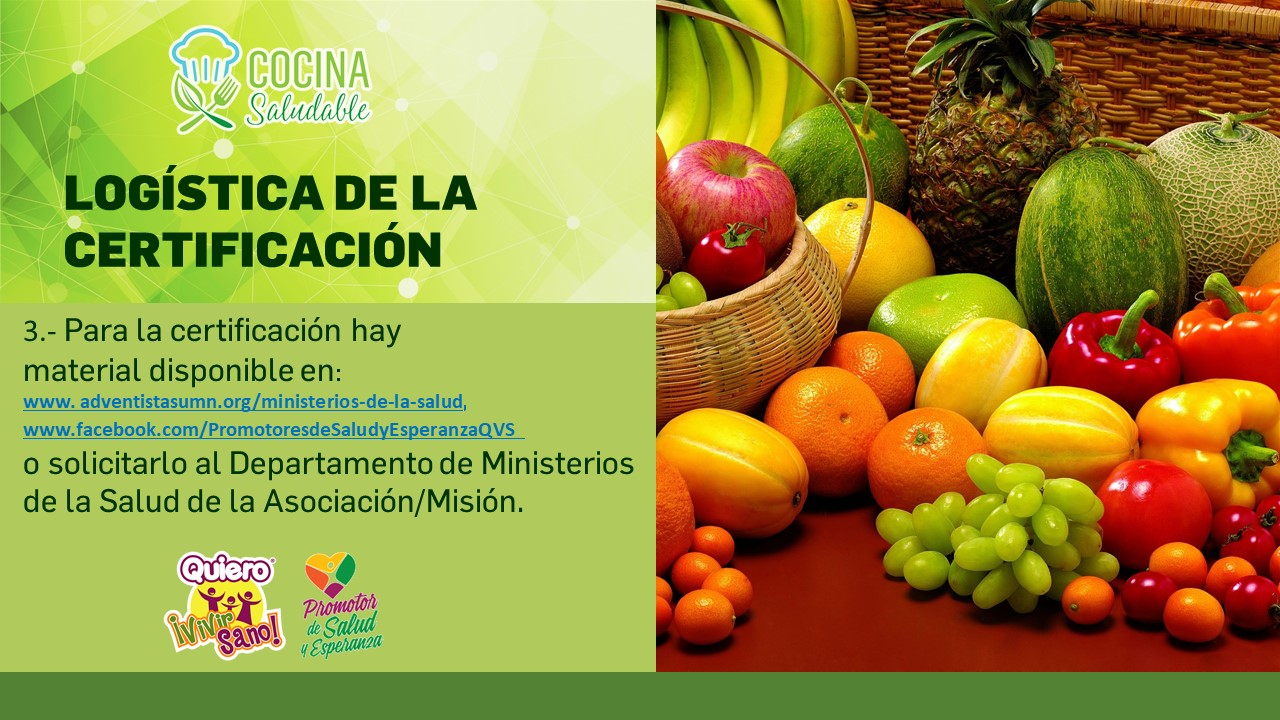 COCINA
Saludable
LOGÍSTICA DE LA
CERTIFICACIÓN
3.- Para la certificación hay
material disponible en:
www. adventistasumn.org/ministerios-de-la-salud,
www.facebook.com/PromotoresdeSaludyEsperanzaQVS
o solicitarlo al Departamento de Ministerios
de la Salud de la Asociación/Misión.
Quiero
¡Vivir
Sano!
Promotor
de Salud
y Esperanza